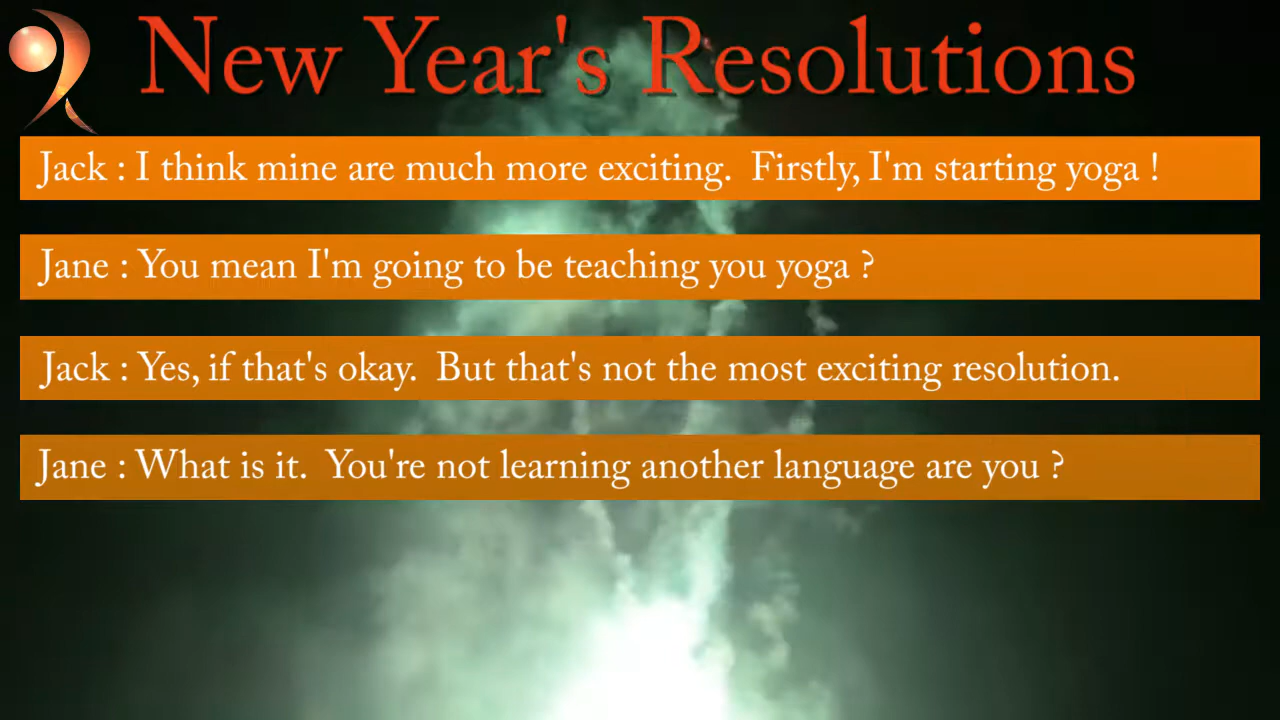 New Year's Resolutions
Jack : I think mine are much more exciting.  Firstly, I'm starting yoga !
Jane : You mean I'm going to be teaching you yoga ?
Jack : Yes, if that's okay.  But that's not the most exciting resolution.
Jane : What is it.  You're not learning another language are you ?